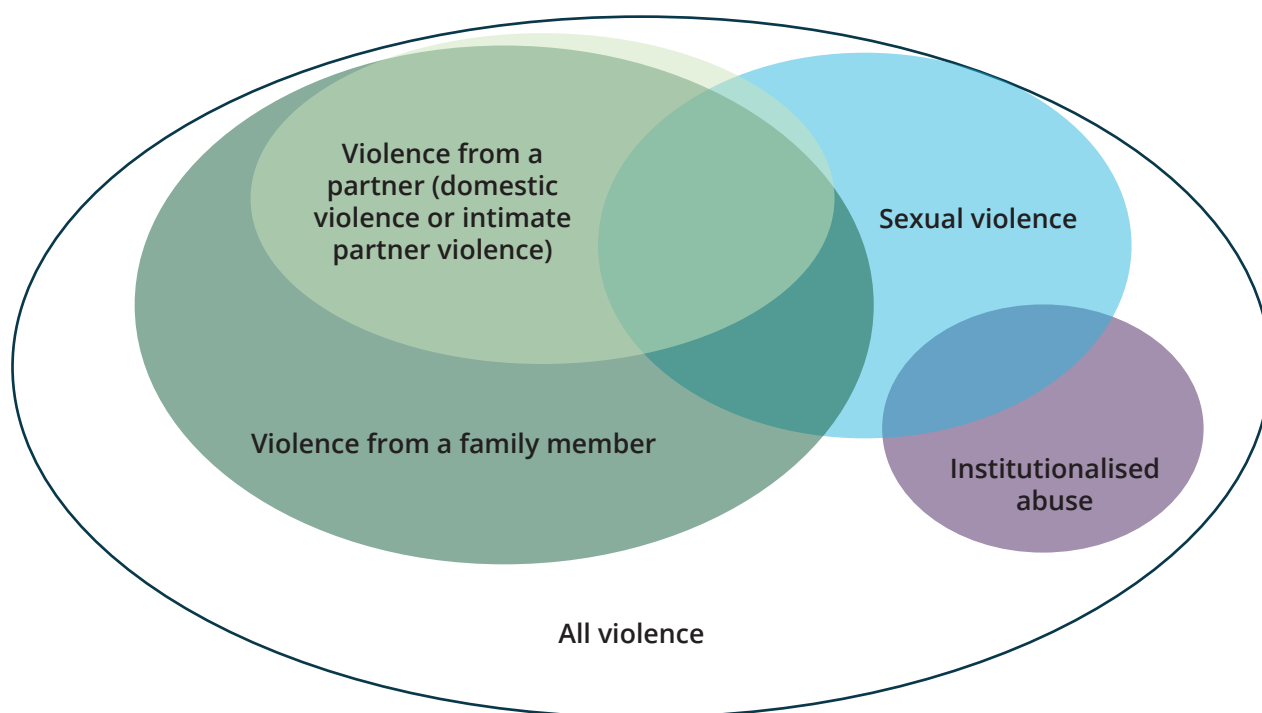 Violence from a
partner (domestic
violence or intimate
partner violence)
Sexual violence
Violence from a family member
Institutionalised
abuse
All violence